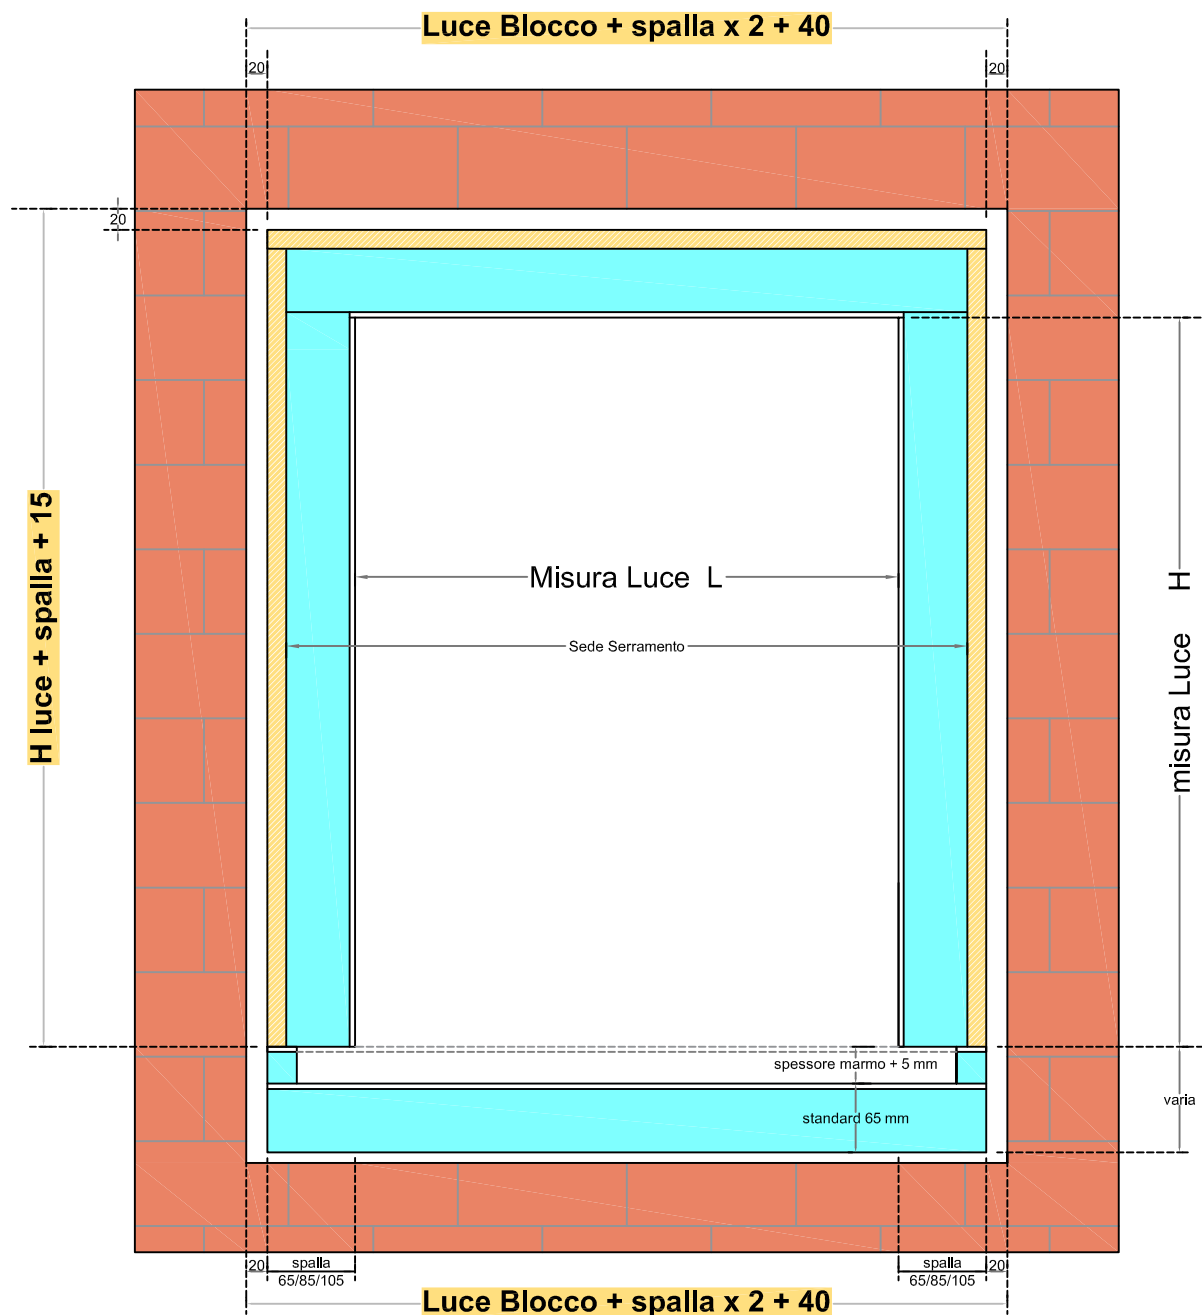 Luce Blocco + spalla x 2 + 40
20
20
20
H luce + spalla + 15
Misura Luce L
Sede Serramento
misura Luce H
spessore marmo + 5 mm
standard 65 mm
varia
20
spalla
65/85/105
spalla
65/85/105
20
Luce Blocco + spalla x 2 + 40